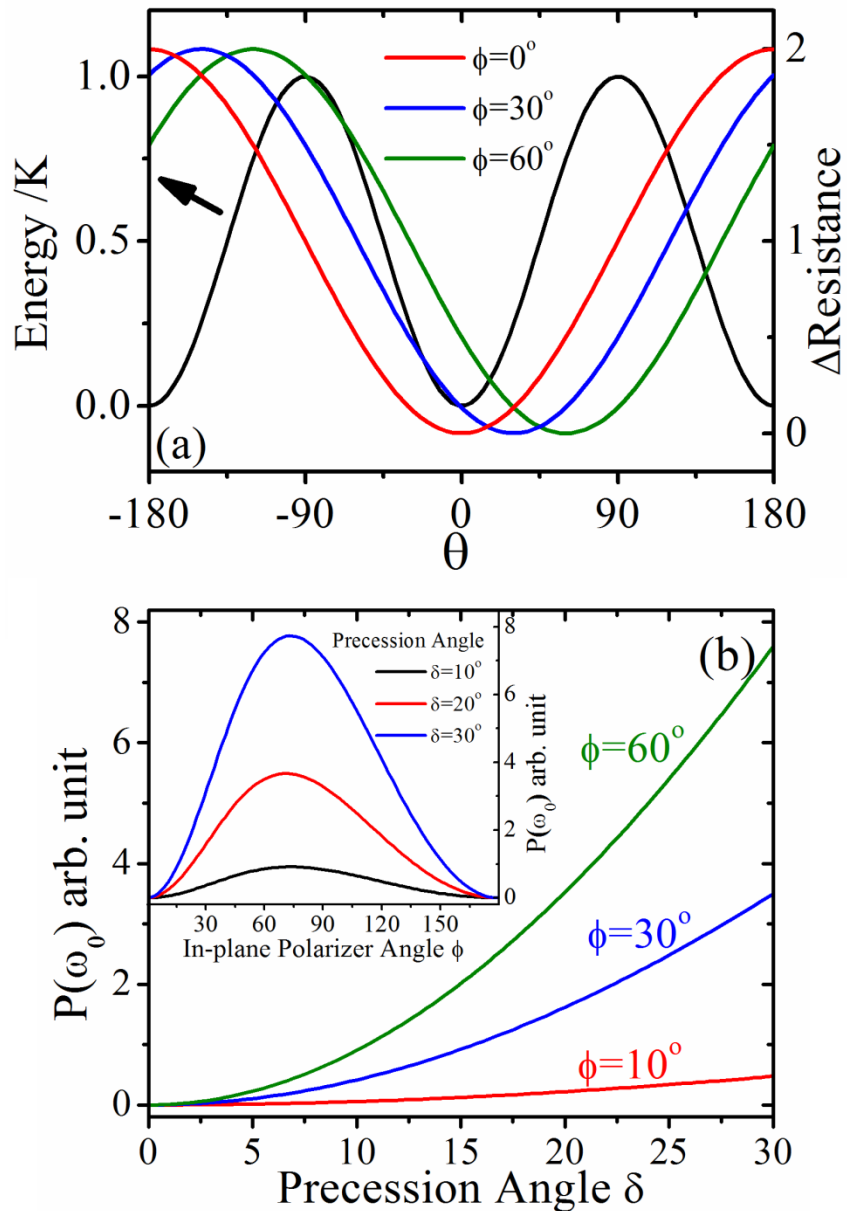 ϕ=0°
ϕ=30°
ϕ=60°
1.0
0.5
0.0
Energy /K
2
1
0
ΔResistance
(a)
-180 -90 0 90 180
θ
(b)
8
6
4
2
0
P(ω₀) arb. unit
Precession Angle
δ=10°
δ=20°
δ=30°
8
6
4
2
0
P(ω₀) arb. unit
30 60 90 120 150
In-plane Polarizer Angle ϕ
ϕ=60°
ϕ=30°
ϕ=10°
0 5 10 15 20 25 30
Precession Angle δ